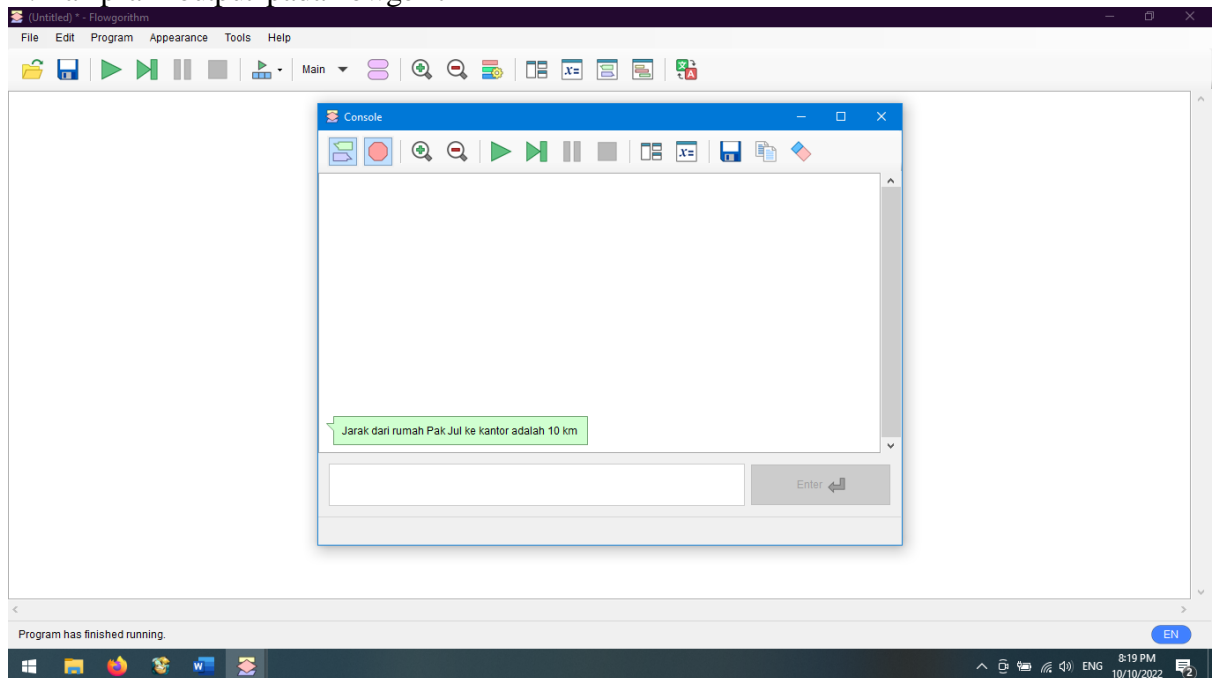 (Untitled) * - Flowgorithm
File Edit Program Appearance Tools Help
Main
x=
Console
x=
Jarak dari rumah Pak Jul ke kantor adalah 10 km
Enter
Program has finished running.
EN
ENG
8:19 PM
10/10/2022
2